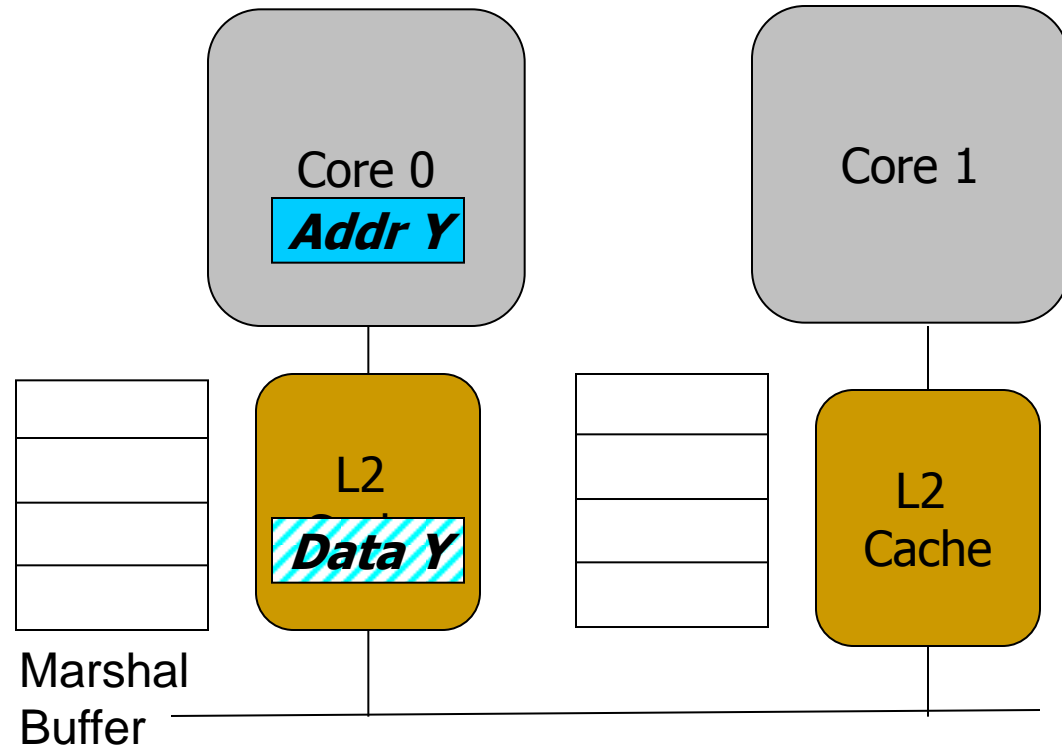 Core 0
Addr Y
Core 1
L2
Data Y
L2
Cache
Marshal
Buffer